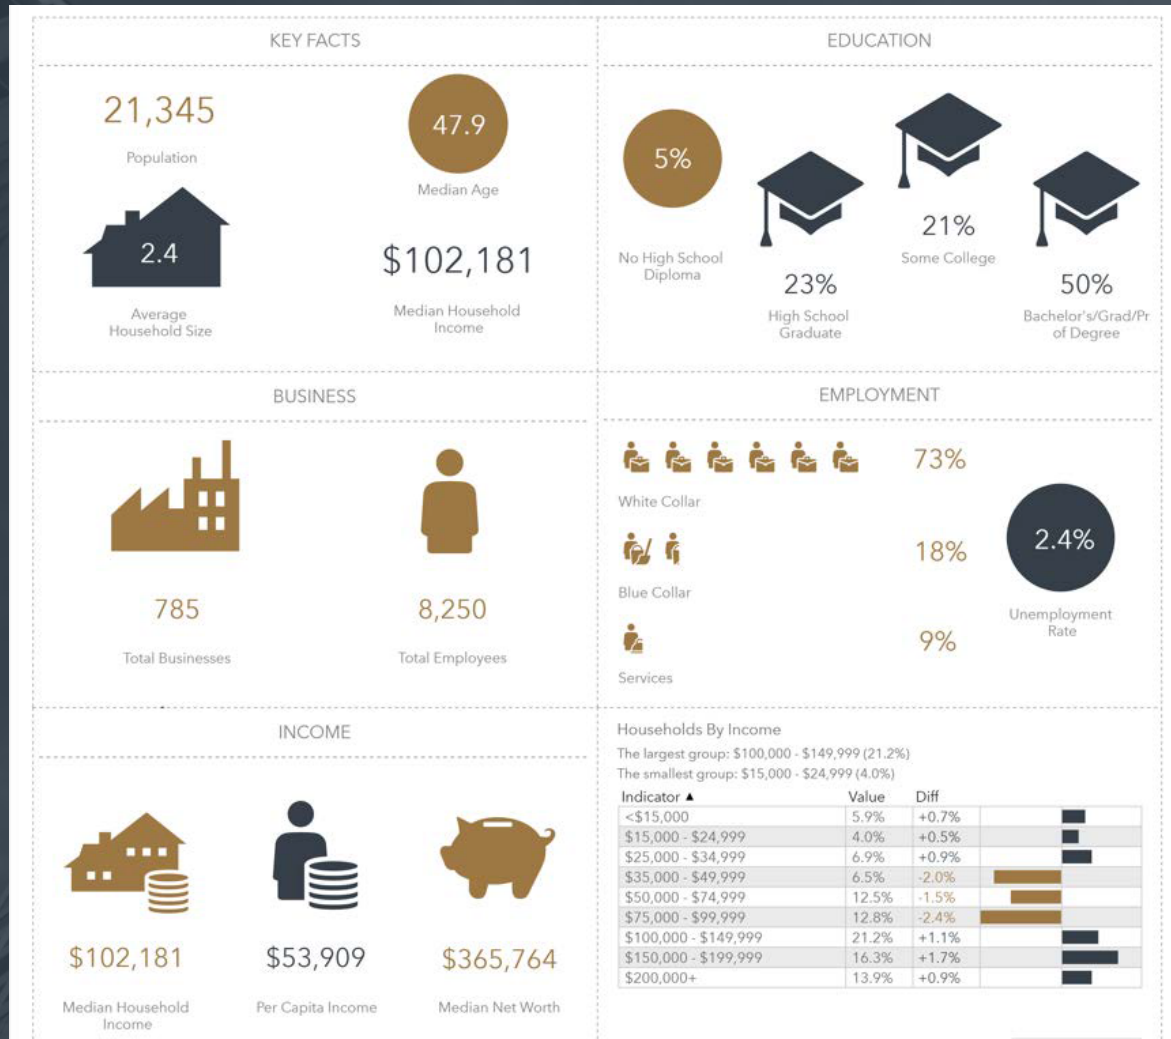 KEY FACTS
21,345
Population
47.9
Median Age
2.4
Average
Household Size
$102,181
Median Household
Income
EDUCATION
5%
No High School
Diploma
23%
High School
Graduate
21%
Some College
50%
Bachelor's/Grad/Pr
of Degree
BUSINESS
785
Total Businesses
8,250
Total Employees
EMPLOYMENT
73%
White Collar
18%
Blue Collar
9%
Services
2.4%
Unemployment
Rate
INCOME
$102,181
Median Household
Income
$53,909
Per Capita Income
$365,764
Median Net Worth
Households By Income
The largest group: $100,000 - $149,999 (21.2%)
The smallest group: $15,000 - $24,999 (4.0%)
Indicator ▲ Value Diff
<$15,000 5.9% +0.7%
$15,000 - $24,999 4.0% +0.5%
$25,000 - $34,999 6.9% +0.9%
$35,000 - $49,999 6.5% -2.0%
$50,000 - $74,999 12.5% -1.5%
$75,000 - $99,999 12.8% -2.4%
$100,000 - $149,999 21.2% +1.1%
$150,000 - $199,999 16.3% +1.7%
$200,000+ 13.9% +0.9%